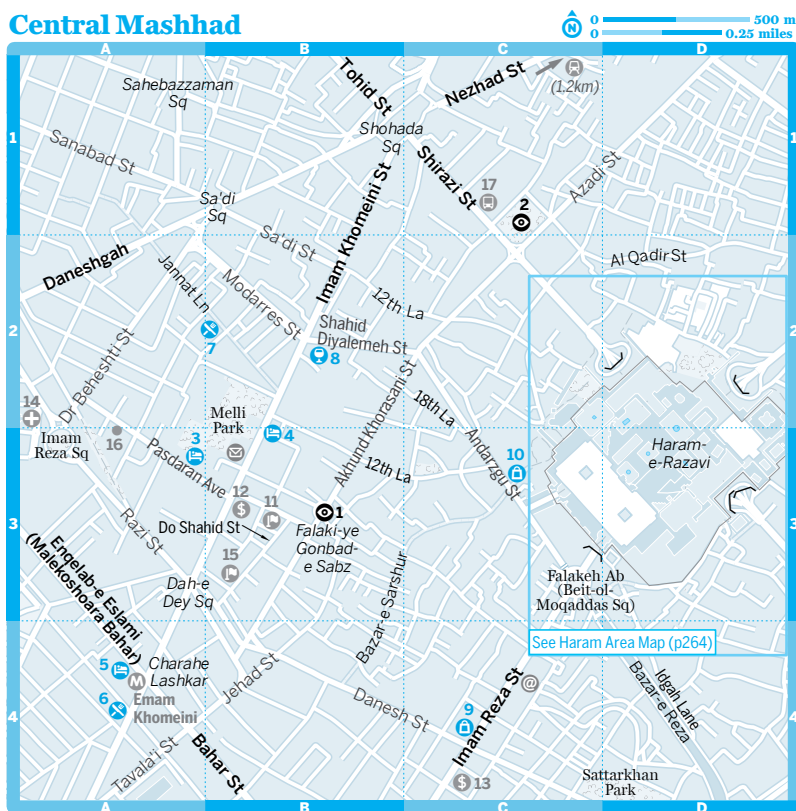 Central Mashhad
N
0 500 m
0 0.25 miles
A B C D
1
Sahebazzaman
Sq
Tohid St
Nezhad St
(1.2km)
Shohada
Sq
Sanabad St
Shirazi St
17
2
Azadi St
Sa'di
Sq
Sa'di St
Imam Khomeini St
Al Qadir St
Daneshgah
Jannat Ln
Modarres St
12th La
2
Shahid
Diyalemeh St
7
8
Dr Beheshti St
Akhund Khorasani St
18th La
14
Melli
Park
Imam
Reza Sq
16
3
4
Andarzgu St
10
Haram-
e-Razavi
Pasdaran Ave
12th La
12
11
$
1
3
Do Shahid St
Falaki-ye
Gonbad-
e Sabz
Razi St
15
Enqelab-e Eslami
(Malekoshoara Bahar)
Dah-e
Dey Sq
Bazar-e Sarshur
Falakeh Ab
(Beit-ol-
Moqaddas Sq)
See Haram Area Map (p264)
5
Charahe
Lashkar
M
Emam
Khomeini
6
Jehad St
Danesh St
Imam Reza St
@
Idgah Lane
Bazar-e Reza
9
4
Bahar St
Tavala'i St
$ 13
Sattarkhan
Park
A B C D
1
2
3
4